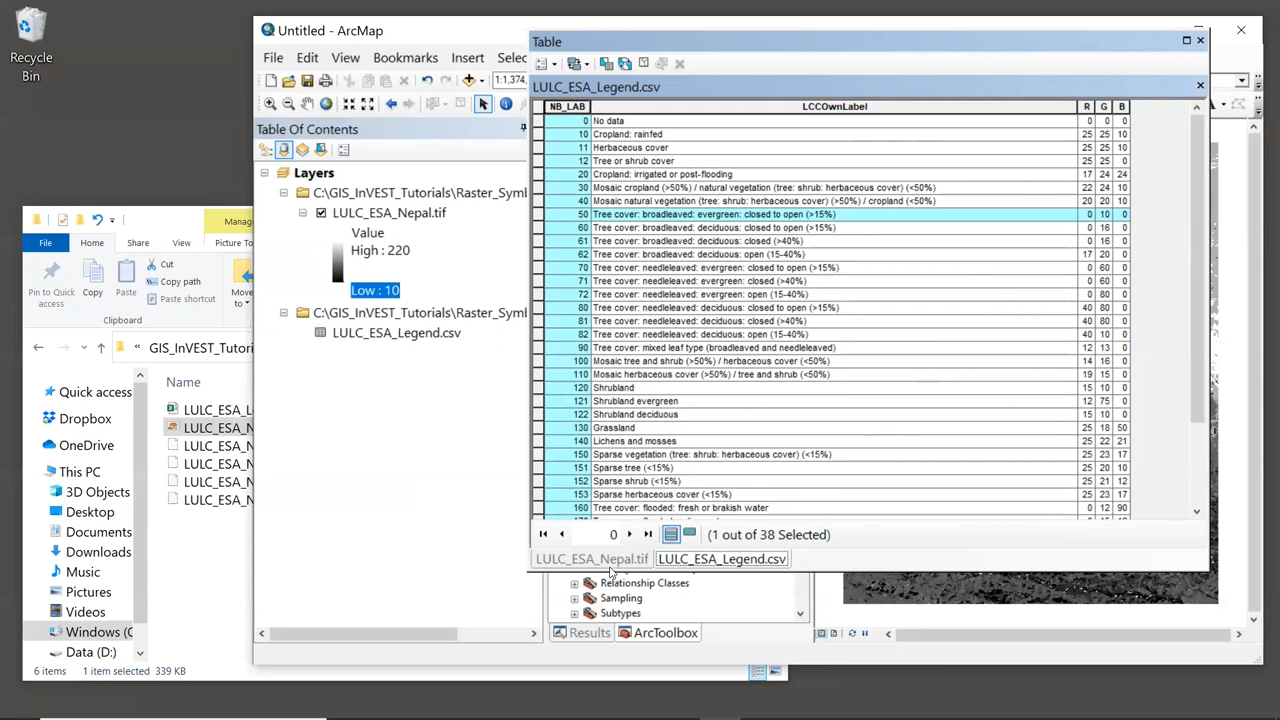 Recycle
Bin
Untitled - ArcMap
File Edit View Bookmarks Insert Selec
1:1,374,
Table Of Contents
Layers
C:\GIS_InVEST_Tutorials\Raster_Symb
LULC_ESA_Nepal.tif
Value
High : 220
Low : 10
C:\GIS_InVEST_Tutorials\Raster_Symb
LULC_ESA_Legend.csv
Table
LULC_ESA_Legend.csv
NB_LAB LCCOwnLabel R G B
0 No data 0 0 0
10 Cropland: rainfed 25 25 10
11 Herbaceous cover 25 25 10
12 Tree or shrub cover 25 25 0
20 Cropland: irrigated or post-flooding 17 24 24
30 Mosaic cropland (>50%) / natural vegetation (tree: shrub: herbaceous cover) (<50%) 22 24 10
40 Mosaic natural vegetation (tree: shrub: herbaceous cover) (>50%) / cropland (<50%) 20 20 10
50 Tree cover: broadleaved: evergreen: closed to open (>15%) 0 10 0
60 Tree cover: broadleaved: deciduous: closed to open (>15%) 0 16 0
61 Tree cover: broadleaved: deciduous: closed (>40%) 0 16 0
62 Tree cover: broadleaved: deciduous: open (15-40%) 17 20 0
70 Tree cover: needleleaved: evergreen: closed to open (>15%) 0 60 0
71 Tree cover: needleleaved: evergreen: closed (>40%) 0 60 0
72 Tree cover: needleleaved: evergreen: open (15-40%) 0 80 0
80 Tree cover: needleleaved: deciduous: closed to open (>15%) 40 80 0
81 Tree cover: needleleaved: deciduous: closed (>40%) 40 80 0
82 Tree cover: needleleaved: deciduous: open (15-40%) 40 10 0
90 Tree cover: mixed leaf type (broadleaved and needleleaved) 12 13 0
100 Mosaic tree and shrub (>50%) / herbaceous cover (<50%) 14 16 0
110 Mosaic herbaceous cover (>50%) / tree and shrub (<50%) 19 15 0
120 Shrubland 15 10 0
121 Shrubland evergreen 12 75 0
122 Shrubland deciduous 15 10 0
130 Grassland 25 18 50
140 Lichens and mosses 25 22 21
150 Sparse vegetation (tree: shrub: herbaceous cover) (<15%) 25 23 17
151 Sparse tree (<15%) 25 20 10
152 Sparse shrub (<15%) 25 21 12
153 Sparse herbaceous cover (<15%) 25 23 17
160 Tree cover: flooded: fresh or brakish water 0 12 90
0 (1 out of 38 Selected)
LULC_ESA_Nepal.tif LULC_ESA_Legend.csv
Relationship Classes
Sampling
Subtypes
Results ArcToolbox
Manag
File Home Share View Picture To
Copy Paste Cut
Copy path
Paste shortcut
Move
to
Pin to Quick
access
Clipboard
« GIS_InVEST_Tutori
Name
Quick access
Dropbox
OneDrive
This PC
3D Objects
Desktop
Documents
Downloads
Music
Pictures
Videos
Windows (C
Data (D:)
LULC_ESA_L
LULC_ESA_N
LULC_ESA_N
LULC_ESA_N
LULC_ESA_N
LULC_ESA_N
6 items 1 item selected 339 KB